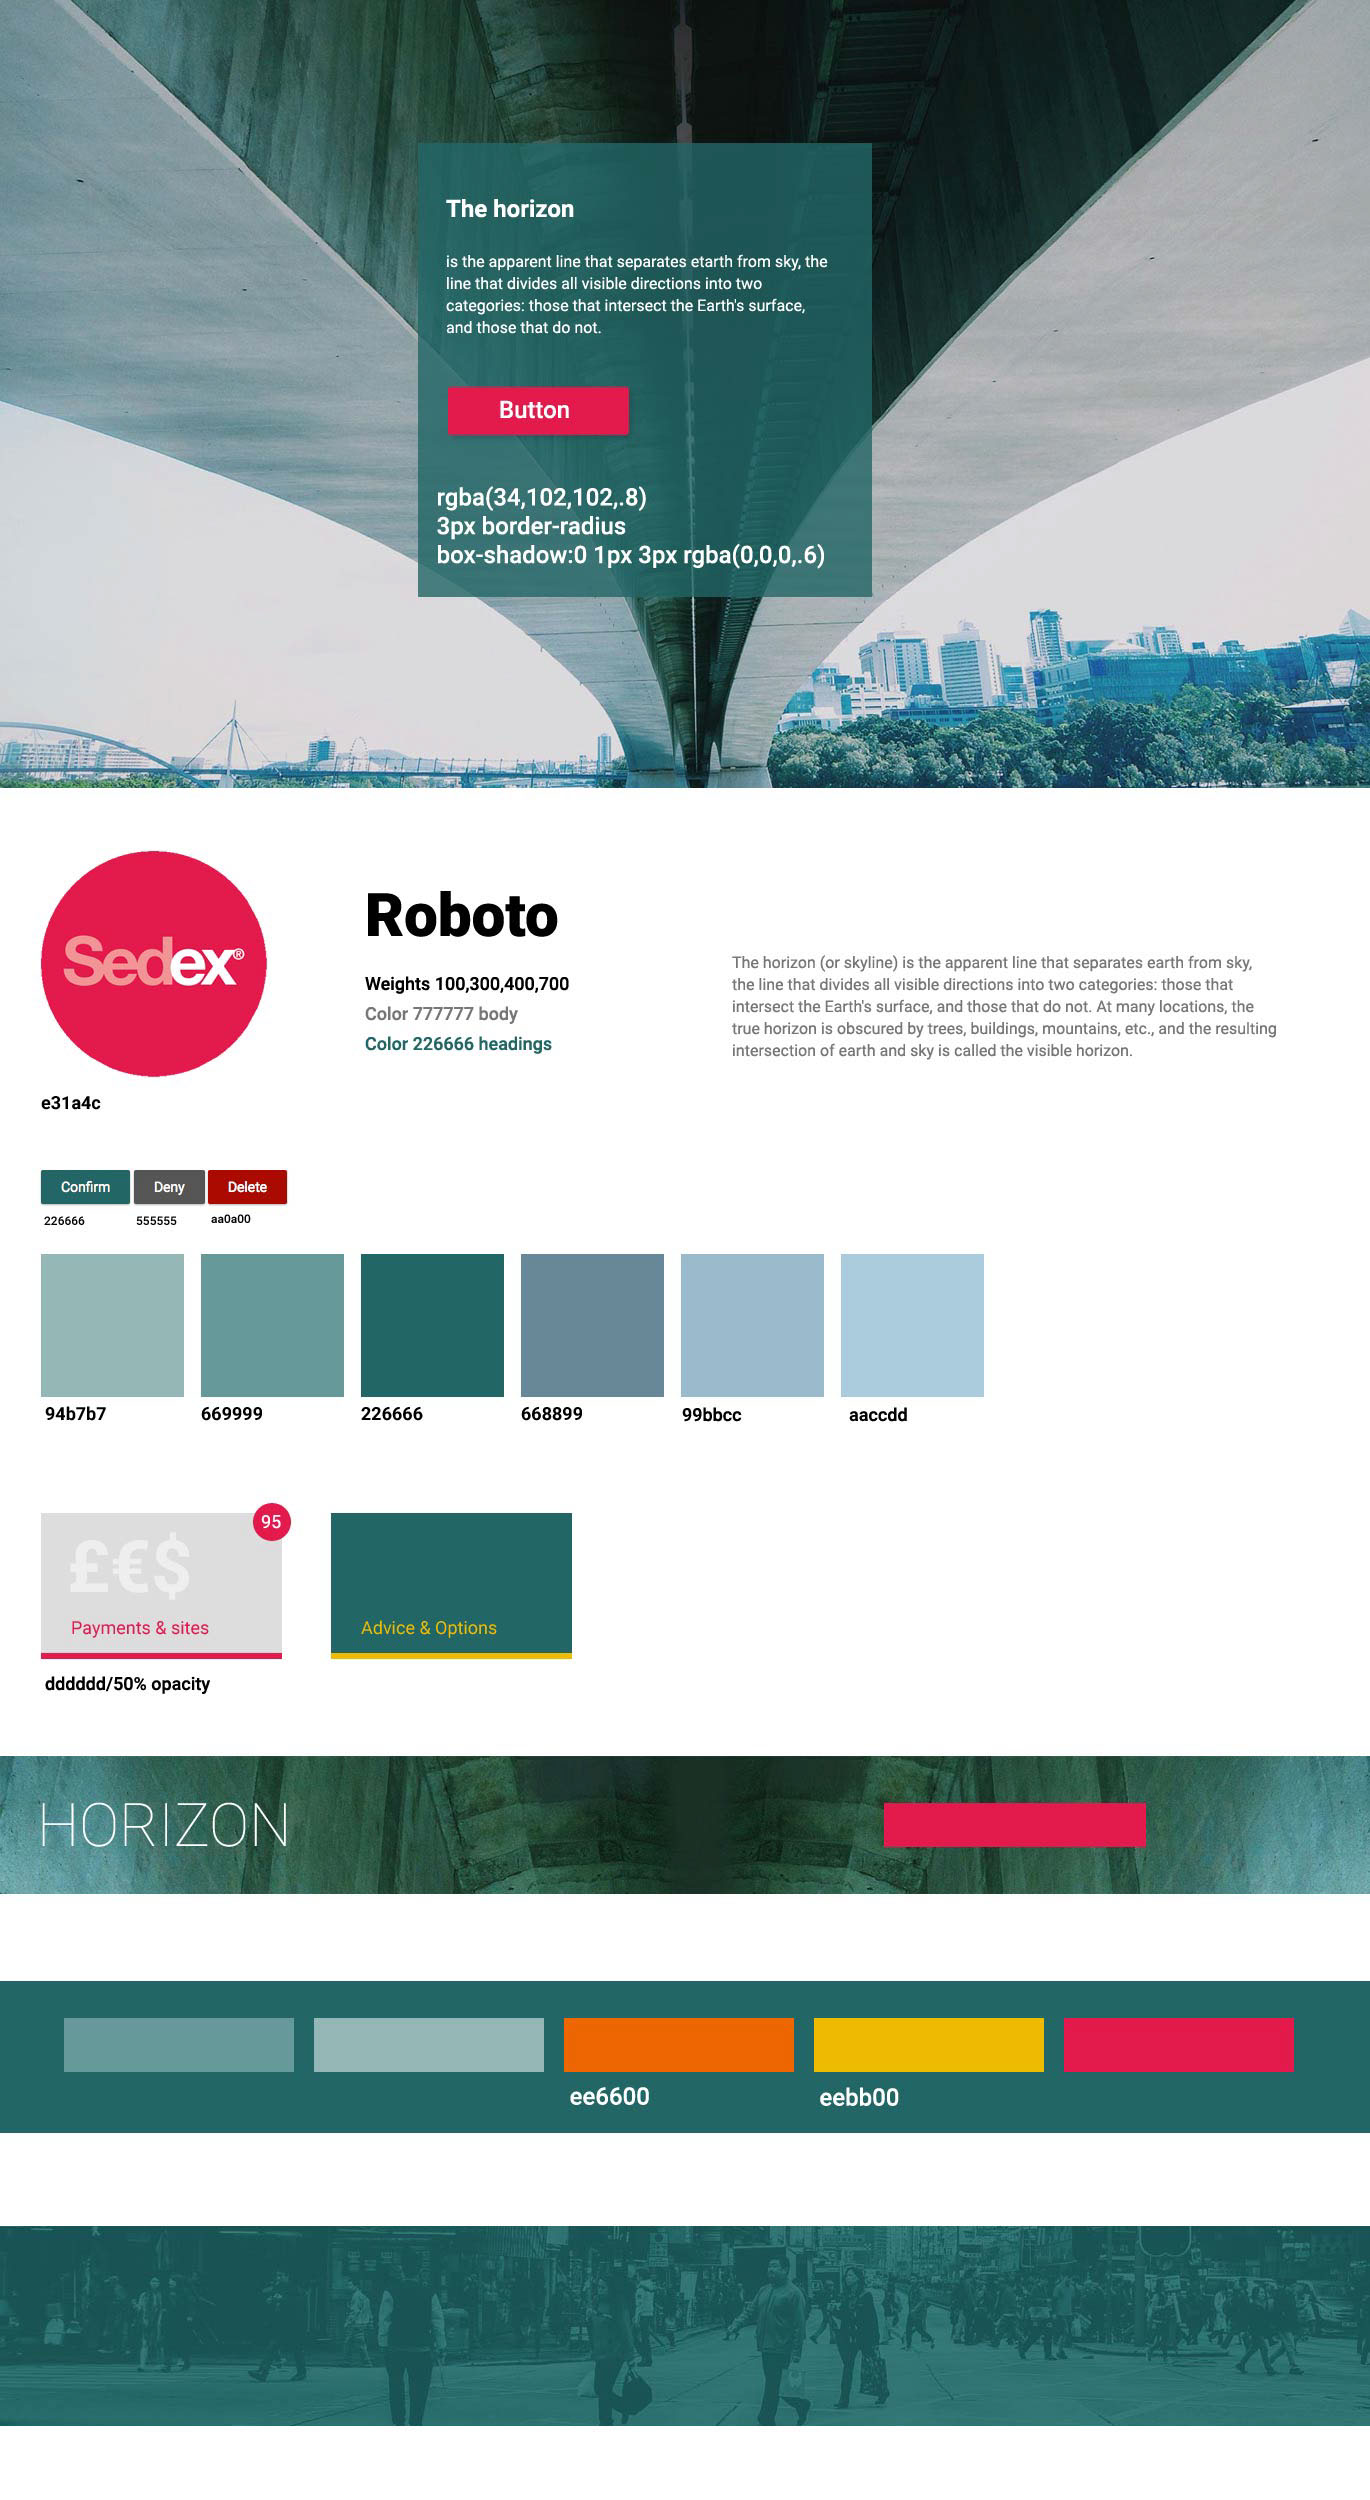 The horizon
is the apparent line that separates etarth from sky, the
line that divides all visible directions into two
categories: those that intersect the Earth's surface,
and those that do not.
Button
rgba(34,102,102,.8)
3px border-radius
box-shadow:0 1px 3px rgba(0,0,0,.6)
Sedex®
e31a4c
Roboto
Weights 100,300,400,700
Color 777777 body
Color 226666 headings
The horizon (or skyline) is the apparent line that separates earth from sky,
the line that divides all visible directions into two categories: those that
intersect the Earth's surface, and those that do not. At many locations, the
true horizon is obscured by trees, buildings, mountains, etc., and the resulting
intersection of earth and sky is called the visible horizon.
Confirm Deny Delete
226666 555555 aa0a00
94b7b7 669999 226666 668899 99bbcc aaccdd
95
£€$
Payments & sites
Advice & Options
dddddd/50% opacity
HORIZON
ee6600 eebb00